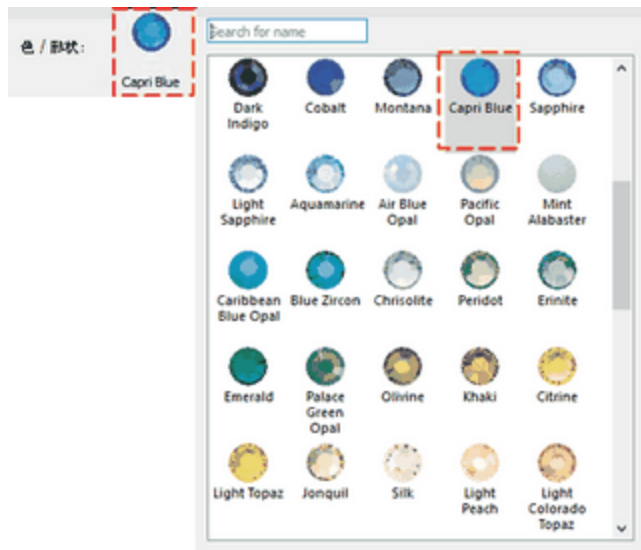 色 / 形状:
Capri Blue
Search for name
Dark Indigo
Cobalt
Montana
Capri Blue
Sapphire
Light Sapphire
Aquamarine
Air Blue Opal
Pacific Opal
Mint Alabaster
Caribbean Blue Opal
Blue Zircon
Chrisolite
Peridot
Erinite
Emerald
Palace Green Opal
Olivine
Khaki
Citrine
Light Topaz
Jonquil
Silk
Light Peach
Light Colorado Topaz